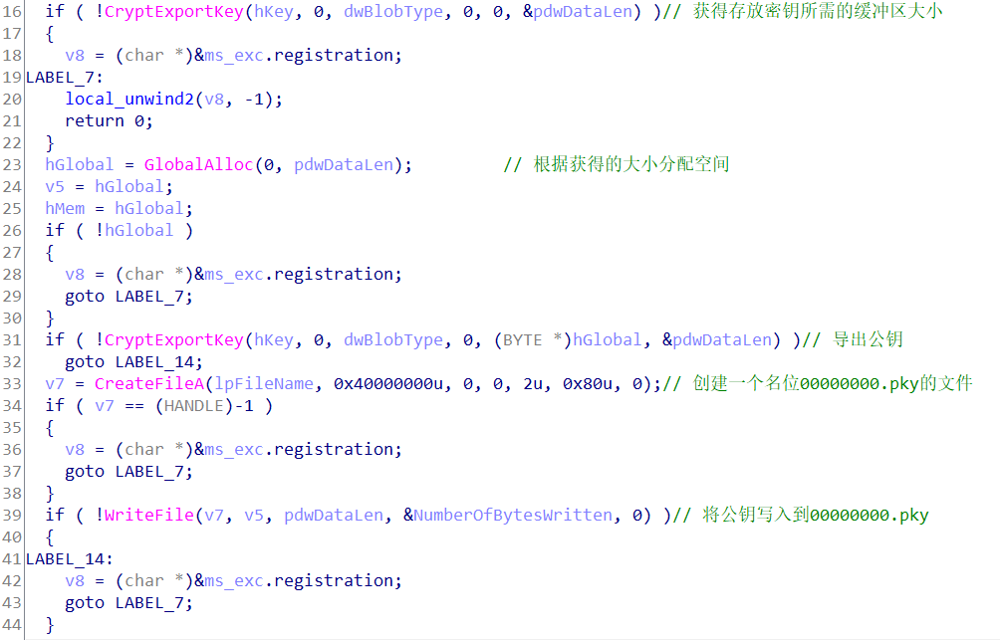 16 if ( !CryptExportKey(hKey, 0, dwBlobType, 0, 0, &pdwDataLen) )// 获得存放密钥所需的缓冲区大小
17 {
18 v8 = (char *)&ms_exc.registration;
19 LABEL_7:
20 local_unwind2(v8, -1);
21 return 0;
22 }
23 hGlobal = GlobalAlloc(0, pdwDataLen); // 根据获得的大小分配空间
24 v5 = hGlobal;
25 hMem = hGlobal;
26 if ( !hGlobal )
27 {
28 v8 = (char *)&ms_exc.registration;
29 goto LABEL_7;
30 }
31 if ( !CryptExportKey(hKey, 0, dwBlobType, 0, (BYTE *)hGlobal, &pdwDataLen) )// 导出公钥
32 goto LABEL_14;
33 v7 = CreateFileA(lpFileName, 0x40000000u, 0, 0, 2u, 0x80u, 0);// 创建一个名位00000000.pky的文件
34 if ( v7 == (HANDLE)-1 )
35 {
36 v8 = (char *)&ms_exc.registration;
37 goto LABEL_7;
38 }
39 if ( !WriteFile(v7, v5, pdwDataLen, &NumberOfBytesWritten, 0) )// 将公钥写入到00000000.pky
40 {
41 LABEL_14:
42 v8 = (char *)&ms_exc.registration;
43 goto LABEL_7;
44 }